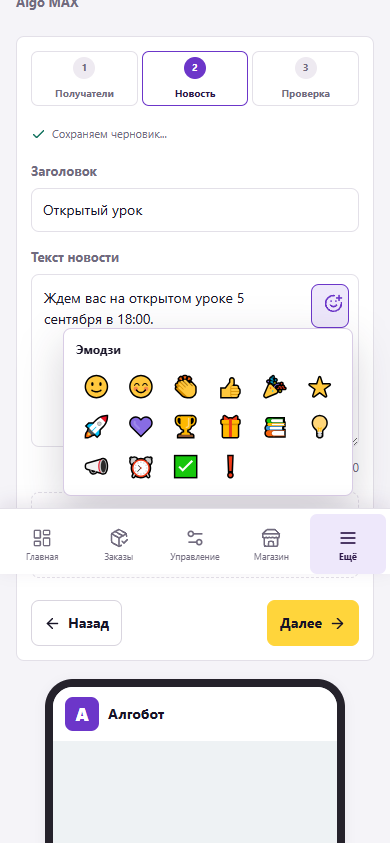 Algo MAX
1
2
3
Получатели
Новость
Проверка
Сохраняем черновик...
Заголовок
Открытый урок
Текст новости
Ждем вас на открытом уроке 5
сентября в 18:00.
Эмодзи
0
Главная
Заказы
Управление
Магазин
Ещё
Назад
Далее
A
Алгобот